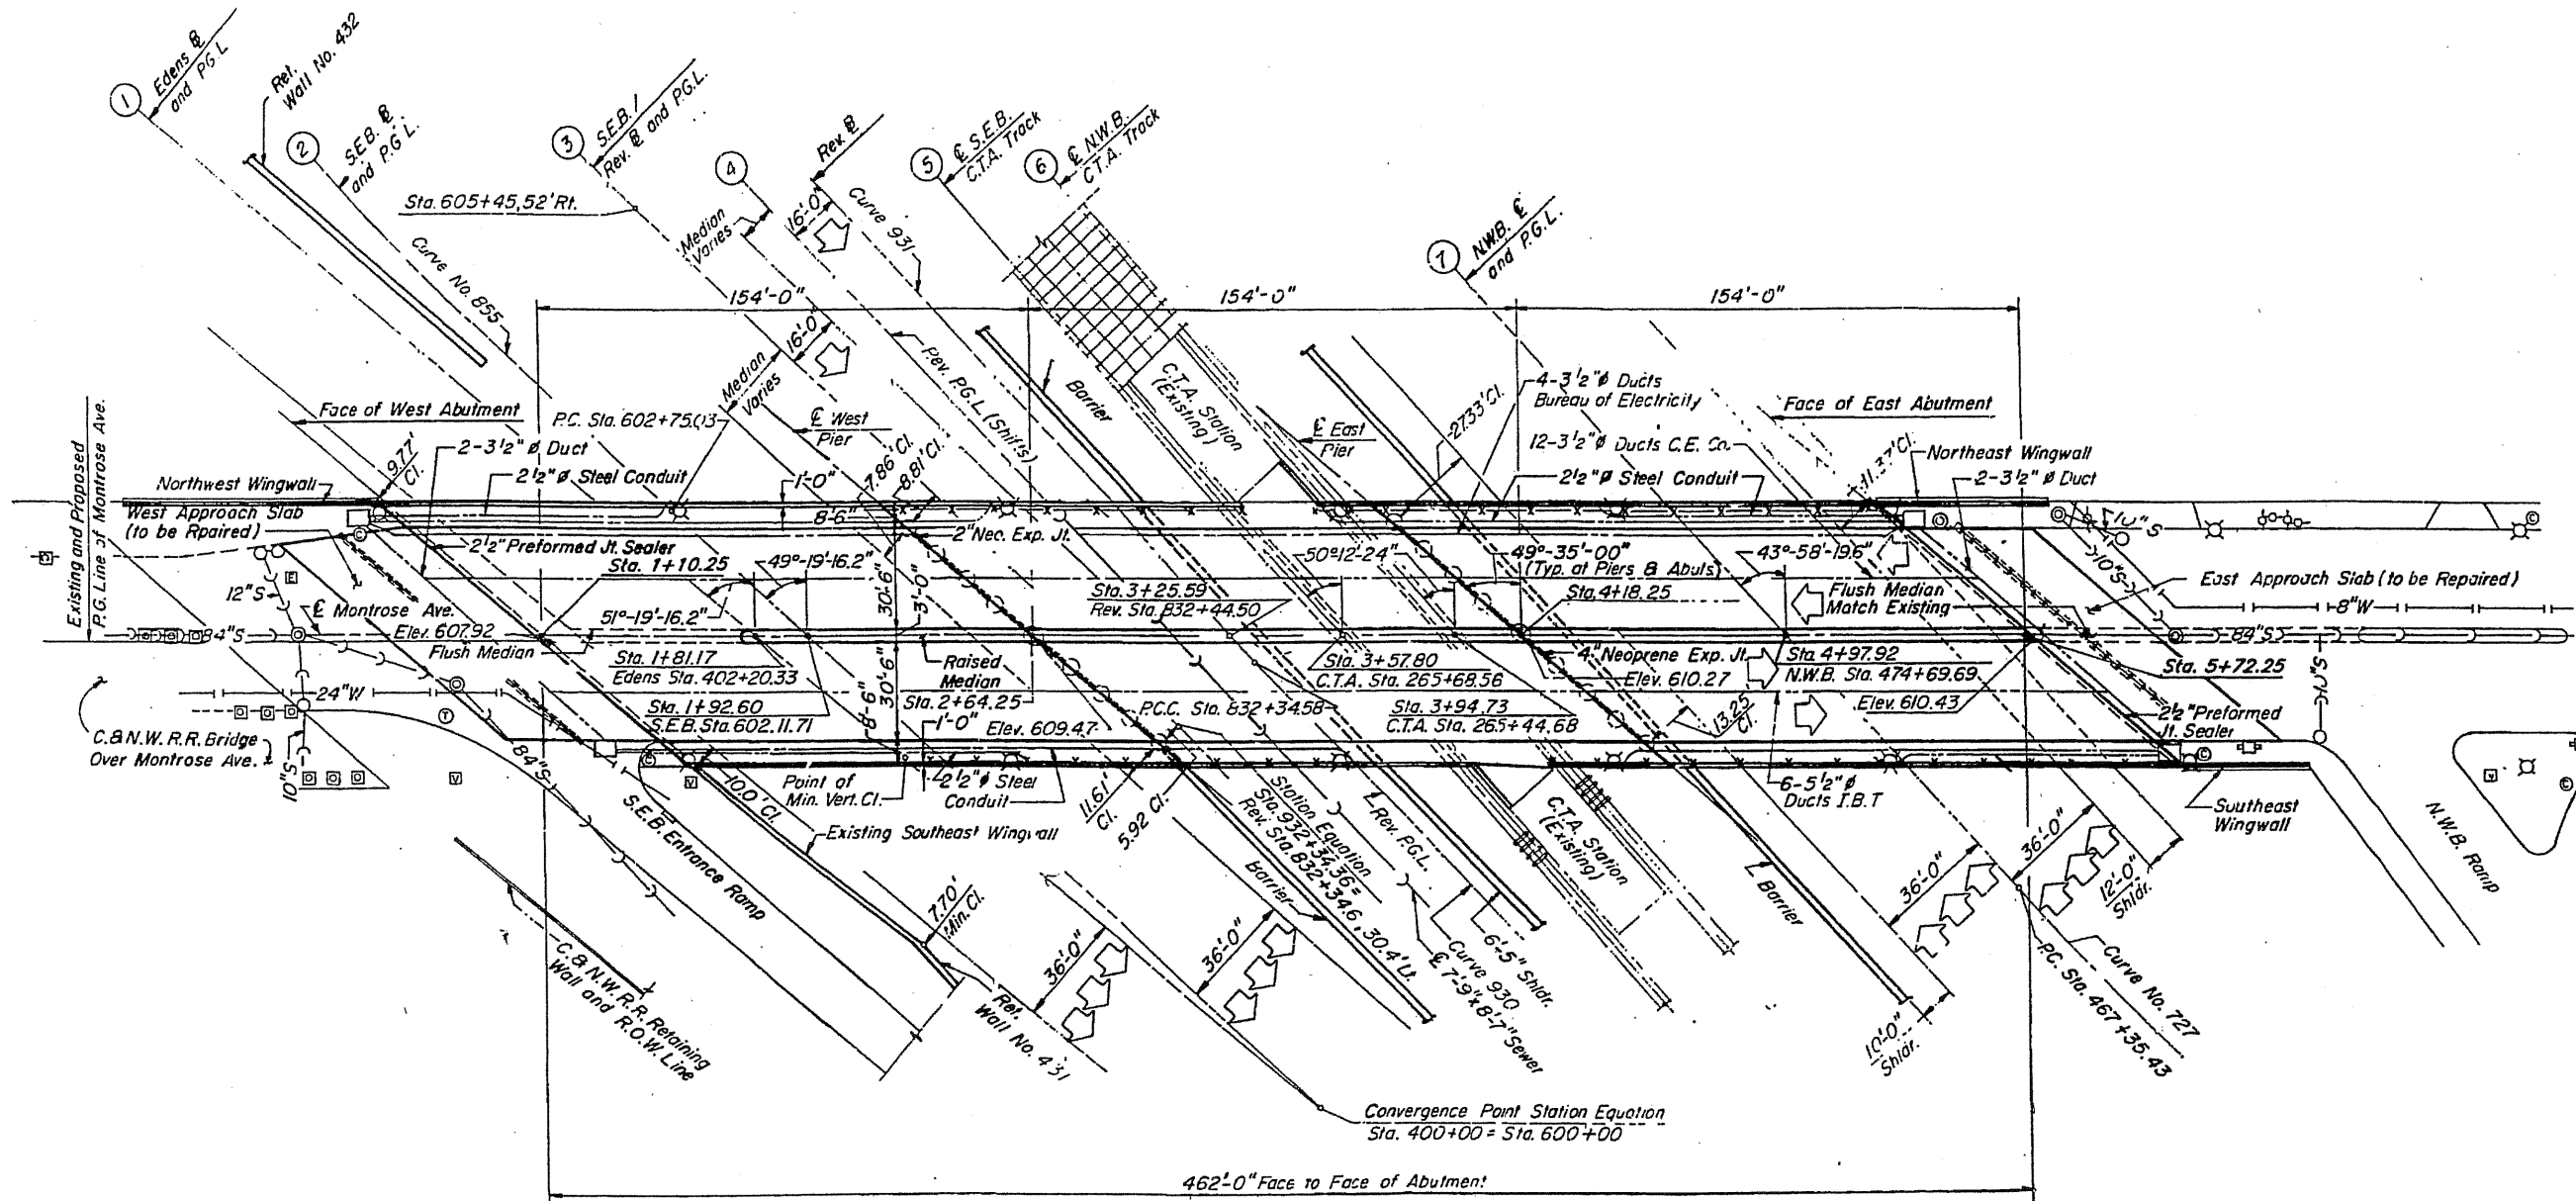 1
Edens ℄
and P.G.L
Ret.
Wall No. 432
2
S.E.B. ℄
and P.G.L.
3
S.E.B. 1
Rev. ℄ and P.G.L.
4
Rev. ℄
5
℄ S.E.B.
C.T.A. Track
6
℄ N.W.B.
C.T.A. Track
7
N.W.B. ℄
and P.G.L.
Sta. 605+45, 52' Rt.
Median
Varies
16'-0"
Curve 931
Curve No. 855
154'-0"
154'-0"
154'-0"
16'-0"
Median
Varies
Rev. P.G.L. (Shifts)
Barrier
C.T.A. Station
(Existing)
4-3½"ø Ducts
Bureau of Electricity
27.33' Cl.
Face of East Abutment
Existing and Proposed
P.G. Line of Montrose Ave.
Face of West Abutment
P.C. Sta. 602+75.03
℄ West
Pier
℄ East
Pier
12-3½"ø Ducts C.E. Co.
11.37' Cl.
Northeast Wingwall
9.77'
Cl.
2-3½"ø Duct
7.86' Cl.
8.81' Cl.
2½"ø Steel Conduit
2-3½"ø Duct
Northwest Wingwall
2½"ø Steel Conduit
1'-0"
West Approach Slab
(to be Rpaired)
8'-6"
2" Neo. Exp. Jt.
10"S
10"S
2½" Preformed Jt. Sealer
Sta. 1+10.25
49°-19'-16.2"
50°12'-24"
49°-35'-00"
(Typ. at Piers & Abuts.)
43°-58'-19.6"
East Approach Slab (to be Repaired)
12"S
30'-6"
3'-0"
Sta. 3+25.59
Rev. Sta. 832+44.50
Sta. 4+18.25
Flush Median
Match Existing
8"W
℄ Montrose Ave.
51°-19'-16.2"
84"S
Elev. 607.92
Flush Median
84"S
Sta. 1+81.17
Edens Sta. 402+20.33
Raised
Median
30'-6"
Sta. 3+57.80
C.T.A. Sta. 265+68.56
4" Neoprene Exp. Jt.
Elev. 610.27
Sta. 4+97.92
N.W.B. Sta. 474+69.69
Sta. 5+72.25
10"S
24"W
Sta. 1+92.60
S.E.B. Sta. 602.11.71
Sta. 2+64.25
P.C.C. Sta. 832+34.58
Sta. 3+94.73
C.T.A. Sta. 265+44.68
Elev. 610.43
8'-6"
1'-0"
Elev. 609.47
13.25'
Cl.
2½" Preformed
Jt. Sealer
C.& N.W. R.R. Bridge
Over Montrose Ave.
10"S
84"S
10.0' Cl.
Point of
Min. Vert. Cl.
2½"ø Steel
Conduit
11.61'
Cl.
5.92 Cl.
6-5½"ø
Ducts I.B.T
Southeast
Wingwall
N.W.B. Ramp
S.E.B. Entrance Ramp
Existing Southeast Wingwall
Station Equation
Sta. 932+34.36=
Rev. Sta. 832+34.6, 30.4' Lt.
Rev. P.G.L.
C.T.A. Station
(Existing)
Barrier
Barrier
36'-0"
36'-0"
12'-0"
Shldr.
7.70'
Min. Cl.
36'-0"
36'-0"
6'-5" Shldr.
Curve 930
℄ 7'-9"x8'-7" Sewer
C.& N.W. R.R. Retaining
Wall and R.O.W. Line
Ret.
Wall No. 431
10'-0"
Shldr.
Curve No. 727
P.C. Sta. 467+35.43
Convergence Point Station Equation
Sta. 400+00 = Sta. 600+00
462'-0" Face to Face of Abutment